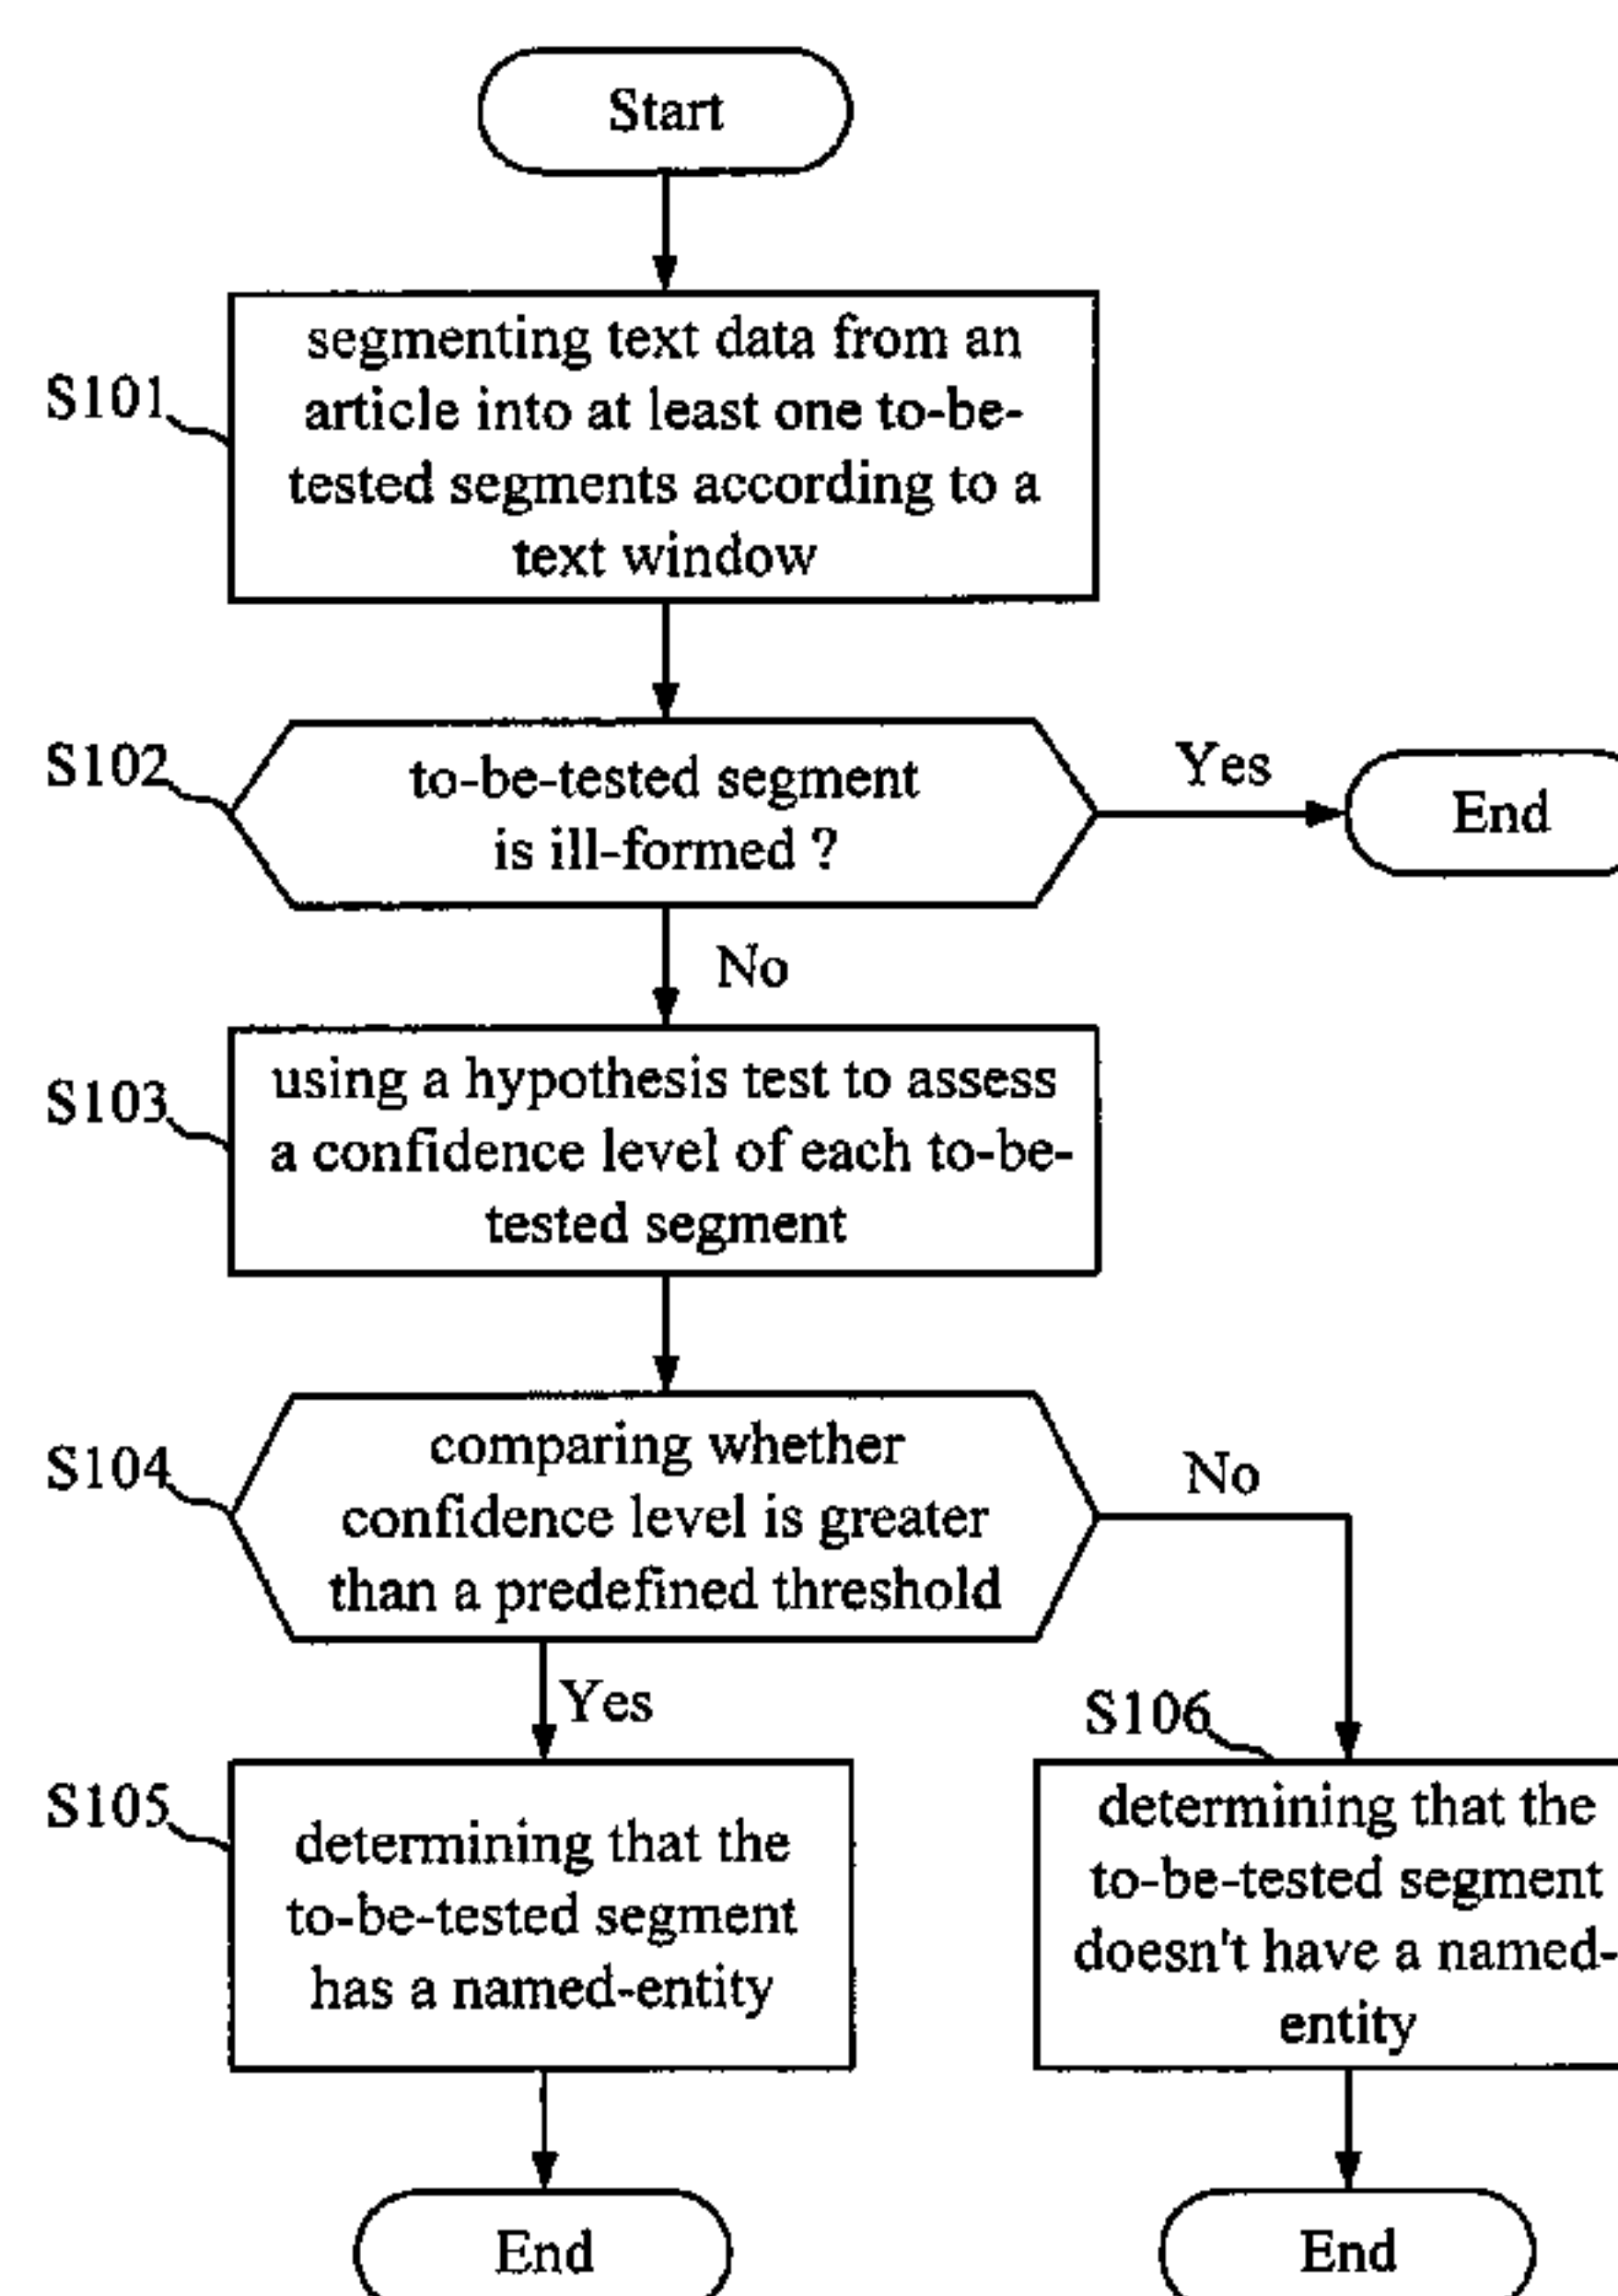 Start
S101
segmenting text data from an
article into at least one to-be-
tested segments according to a
text window
S102
to-be-tested segment
is ill-formed ?
Yes
End
No
S103
using a hypothesis test to assess
a confidence level of each to-be-
tested segment
S104
comparing whether
confidence level is greater
than a predefined threshold
No
Yes
S105
determining that the
to-be-tested segment
has a named-entity
S106
determining that the
to-be-tested segment
doesn't have a named-
entity
End
End